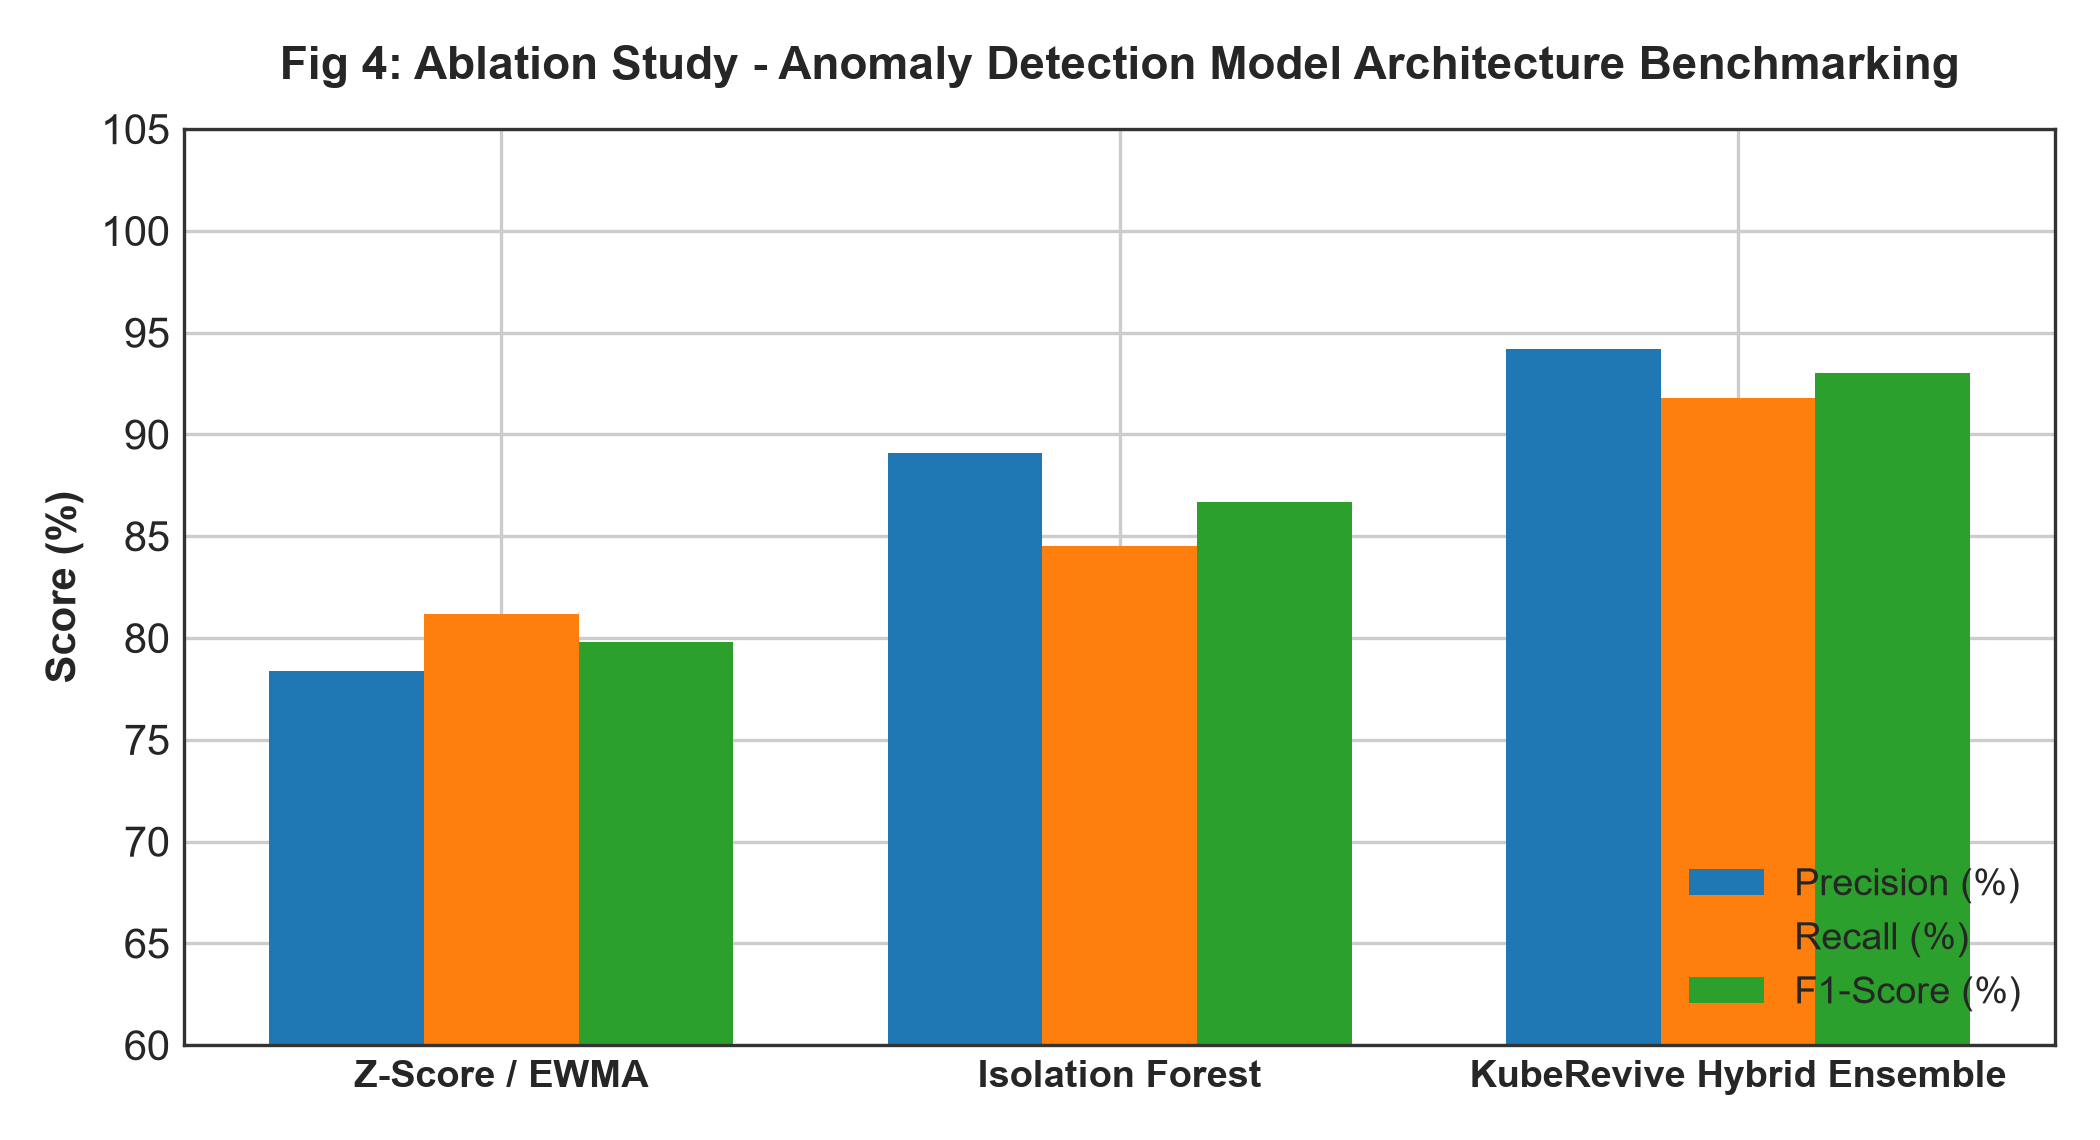 Fig 4: Ablation Study - Anomaly Detection Model Architecture Benchmarking
105
100
95
90
85
80
75
70
65
60
Score (%)
Precision (%)
Recall (%)
F1-Score (%)
Z-Score / EWMA
Isolation Forest
KubeRevive Hybrid Ensemble